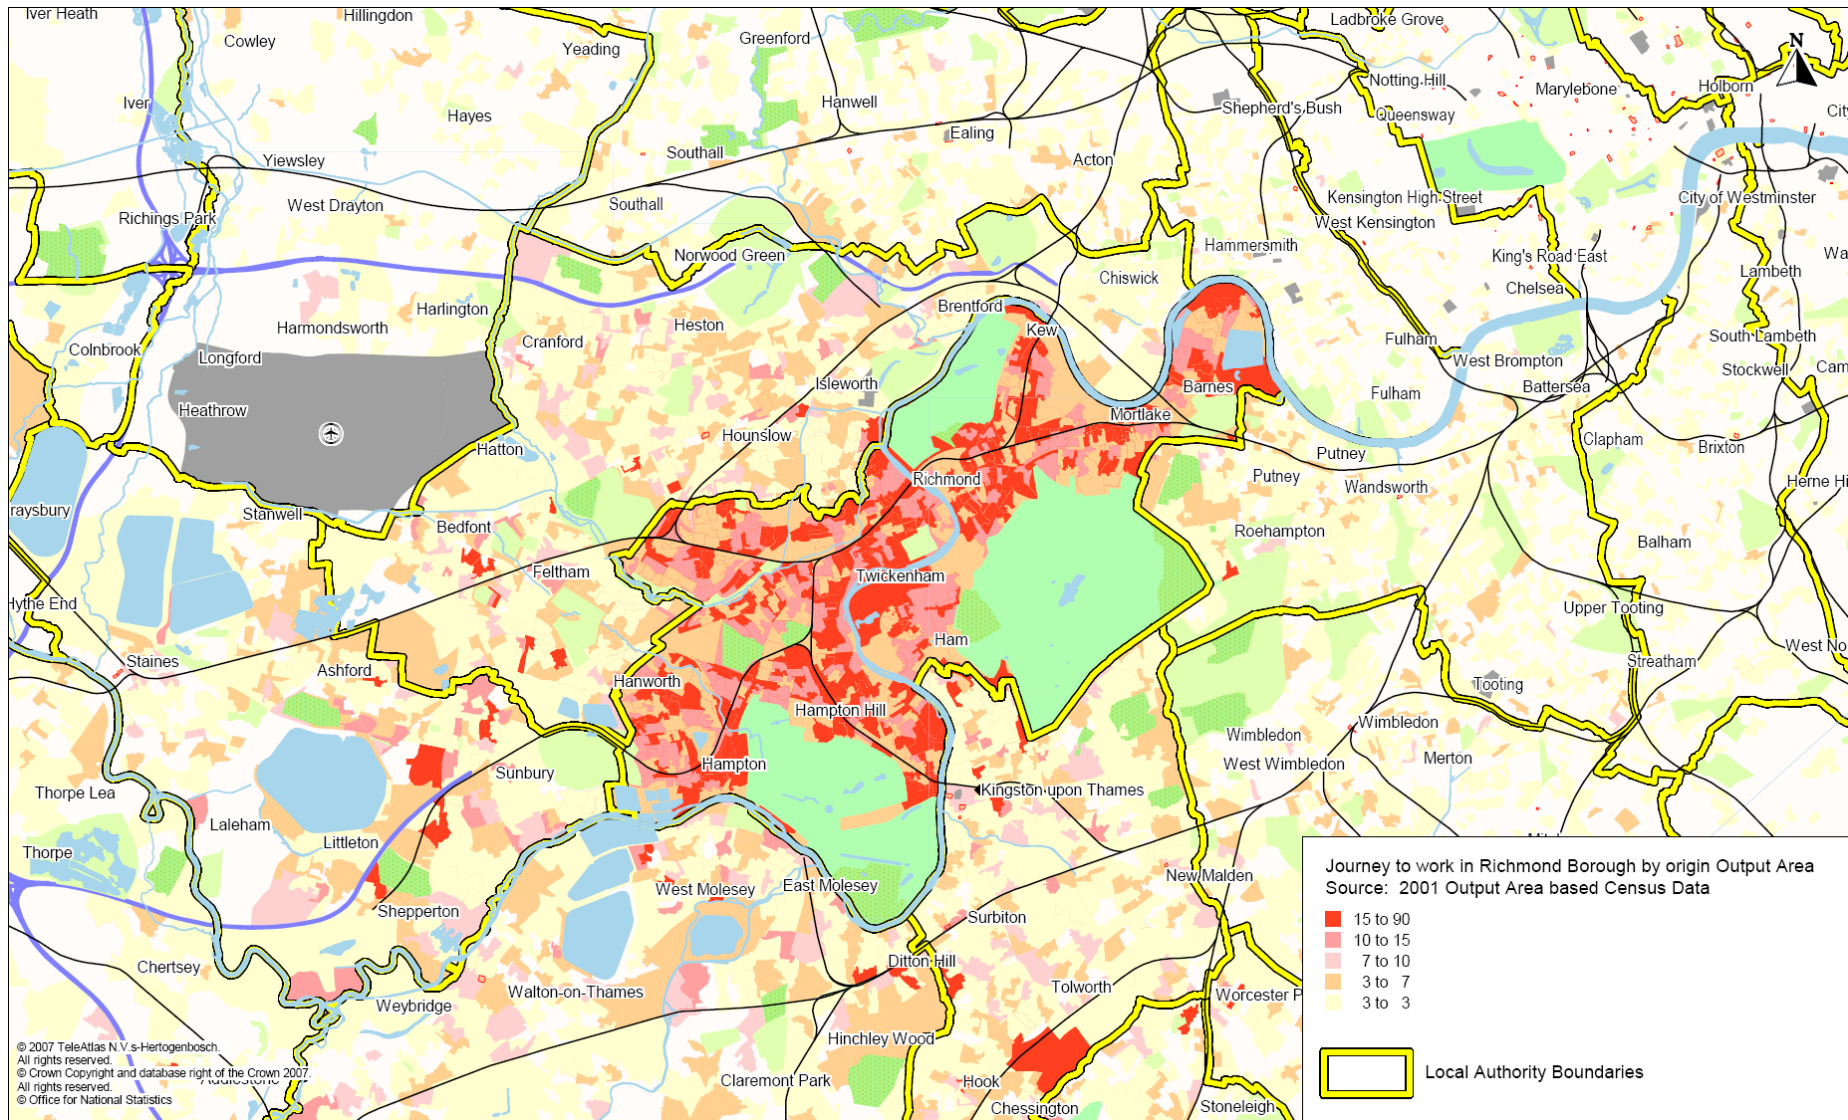 Iver Heath
Hillingdon
Cowley
Yeading
Greenford
Ladbroke Grove
N
Iver
Hayes
Hanwell
Shepherd's Bush
Notting Hill
Queensway
Marylebone
Holborn
Yiewsley
Southall
Ealing
Acton
Richings Park
West Drayton
Southall
Kensington High Street
West Kensington
City of Westminster
Norwood Green
Hammersmith
King's Road East
Lambeth
Chiswick
Chelsea
Harlington
Harmondsworth
Brentford
Heston
Kew
Cranford
Fulham
South Lambeth
Colnbrook
Longford
Isleworth
West Brompton
Stockwell
Battersea
Heathrow
Barnes
Fulham
Mortlake
Hounslow
Clapham
Brixton
Hatton
Richmond
Putney
Putney
Wandsworth
Herne Hi
raysbury
Stanwell
Bedfont
Roehampton
Balham
Feltham
Twickenham
Hythe End
Upper Tooting
Ham
West No
Staines
Ashford
Streatham
Hanworth
Tooting
Hampton Hill
Wimbledon
Wimbledon
Hampton
West Wimbledon
Merton
Sunbury
Kingston upon Thames
Thorpe Lea
Laleham
Littleton
Thorpe
West Molesey
East Molesey
New Malden
Shepperton
Surbiton
Chertsey
Ditton Hill
Weybridge
Walton-on-Thames
Tolworth
Worcester P
Hinchley Wood
Claremont Park
Hook
Chessington
Stoneleigh
Journey to work in Richmond Borough by origin Output Area
Source: 2001 Output Area based Census Data
15 to 90
10 to 15
7 to 10
3 to 7
3 to 3
Local Authority Boundaries
© 2007 TeleAtlas N.V.s-Hertogenbosch.
All rights reserved.
© Crown Copyright and database right of the Crown 2007.
All rights reserved.
© Office for National Statistics